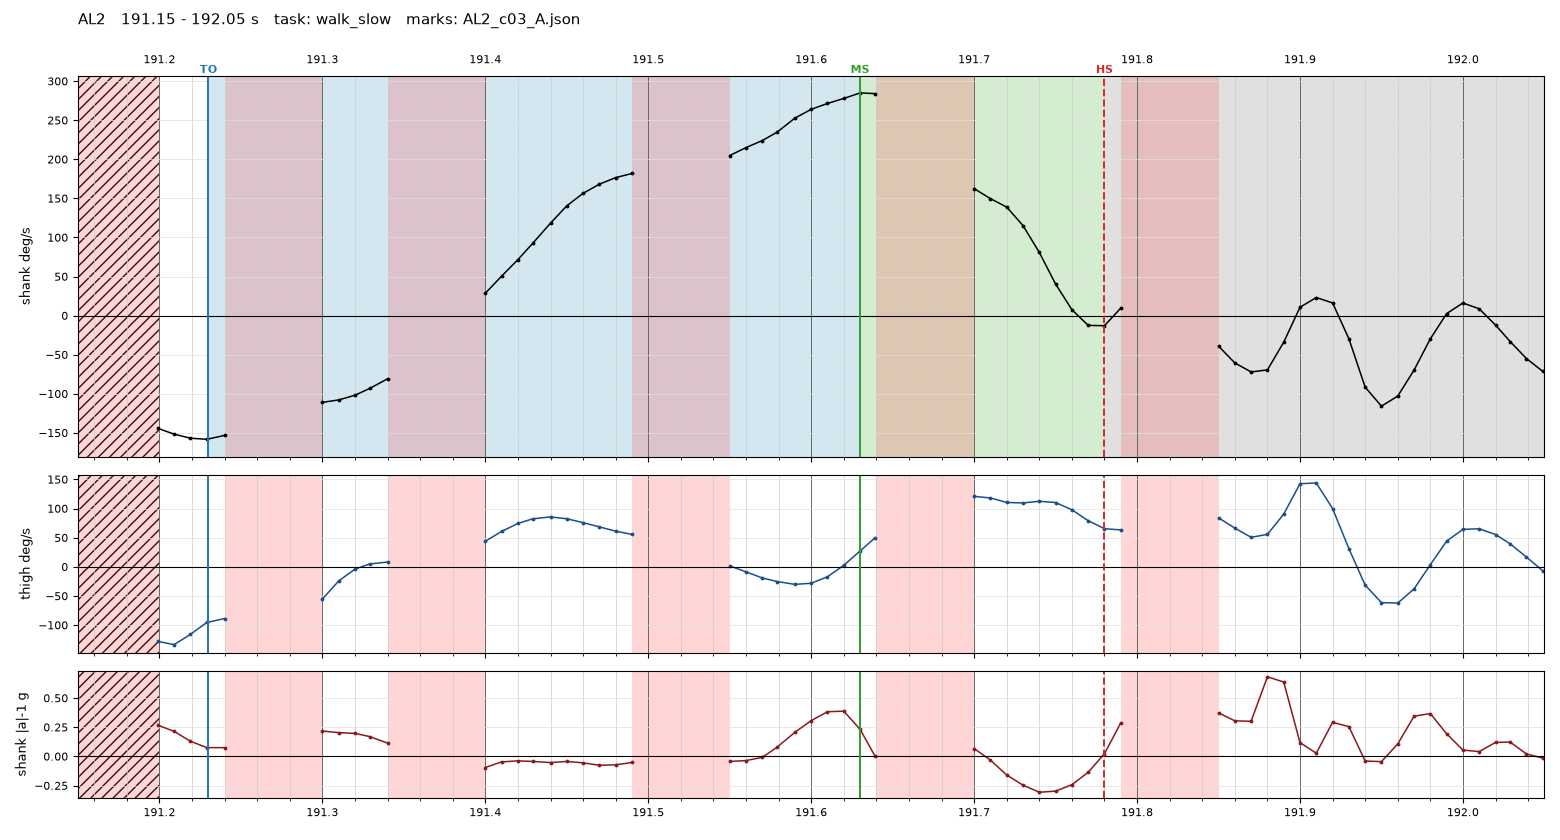 AL2   191.15 - 192.05 s   task: walk_slow   marks: AL2_c03_A.json
191.2 191.3 191.4 191.5 191.6 191.7 191.8 191.9 192.0
TO MS HS
shank deg/s
300
250
200
150
100
50
0
−50
−100
−150
thigh deg/s
150
100
50
0
−50
−100
shank |a|-1 g
0.50
0.25
0.00
−0.25
191.2 191.3 191.4 191.5 191.6 191.7 191.8 191.9 192.0